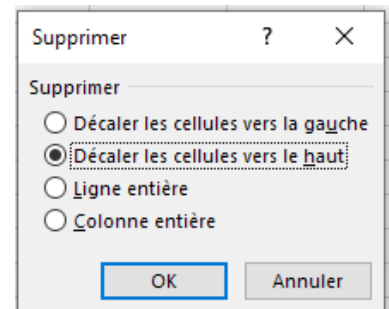 Supprimer ? X
Supprimer
Décaler les cellules vers la gauche
Décaler les cellules vers le haut
Ligne entière
Colonne entière
OK Annuler